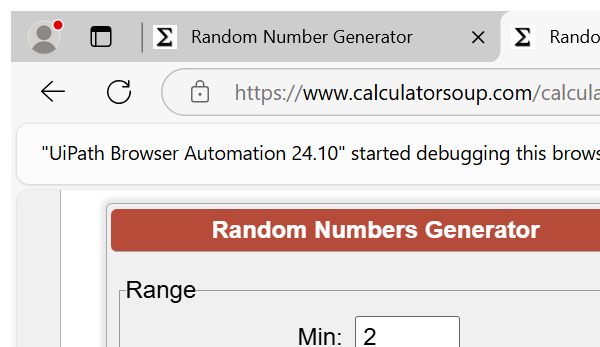 Σ Random Number Generator
Σ Rando
https://www.calculatorsoup.com/calcula
"UiPath Browser Automation 24.10" started debugging this brows
Random Numbers Generator
Range
Min: 2